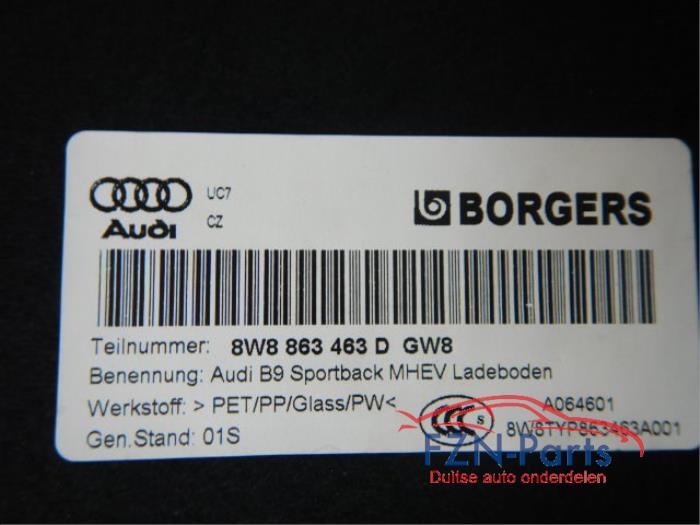 UC7
BORGERS
Audi
CZ
Teilnummer: 8W8 863 463 D GW8
Benennung: Audi B9 Sportback MHEV Ladeboden
Werkstoff: > PET/PP/Glass/PW<
CCC S
A064601
8W8TYP863463A001
Gen.Stand: 01S
FZN-Parts
Duitse auto onderdelen